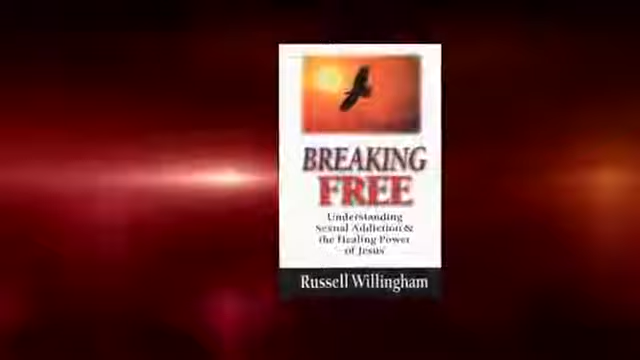 BREAKING
FREE
Understanding
Sexual Addiction &
the Healing Power
of Jesus
Russell Willingham